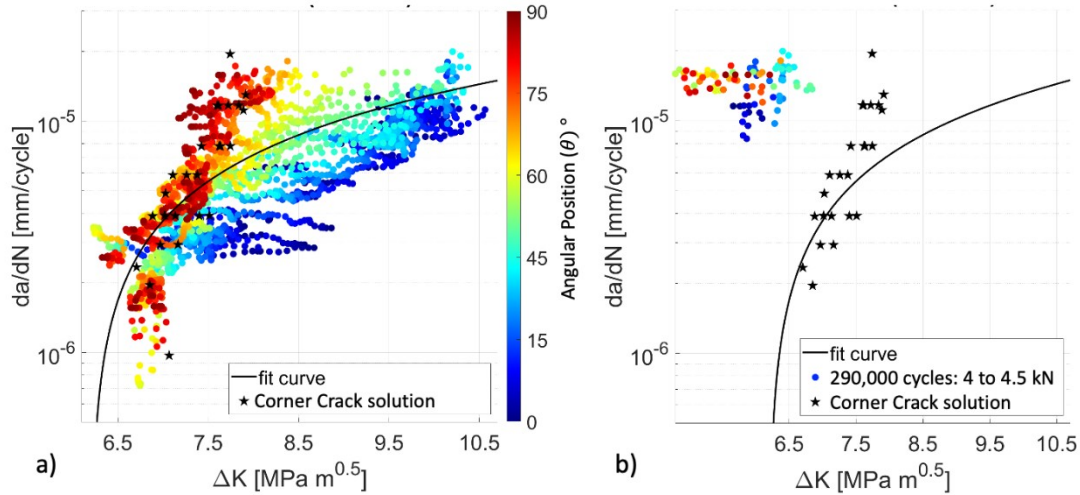 90
75
60
45
30
15
0
Angular Position (θ) °
10⁻⁵
10⁻⁶
da/dN [mm/cycle]
fit curve
Corner Crack solution
6.5 7.5 8.5 9.5 10.5
a)
ΔK [MPa m^0.5]
10⁻⁵
10⁻⁶
da/dN [mm/cycle]
fit curve
290,000 cycles: 4 to 4.5 kN
Corner Crack solution
6.5 7.5 8.5 9.5 10.5
b)
ΔK [MPa m^0.5]